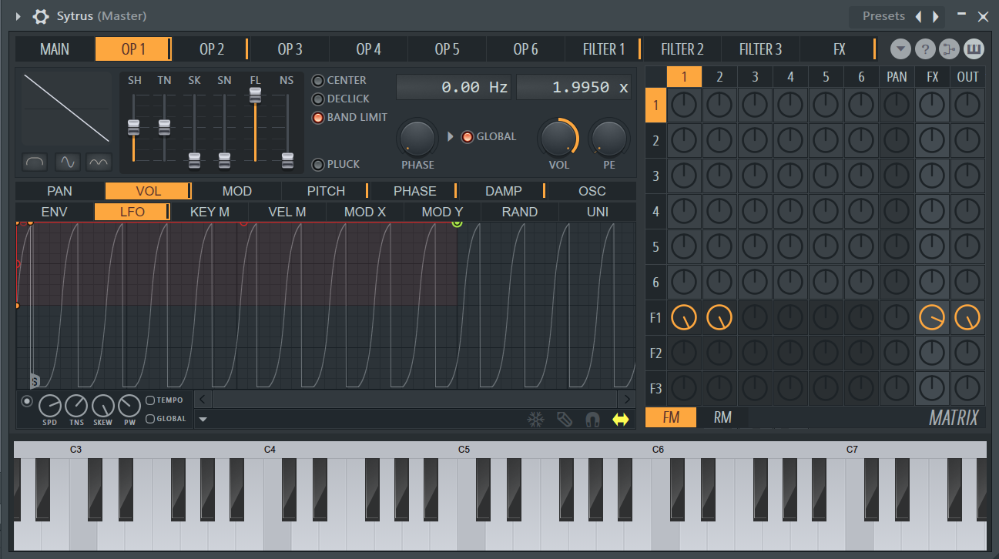 Sytrus (Master) Presets
MAIN OP 1 OP 2 OP 3 OP 4 OP 5 OP 6 FILTER 1 FILTER 2 FILTER 3 FX ?
SH TN SK SN FL NS
CENTER
DECLICK
BAND LIMIT
PLUCK
0.00 Hz 1.9950 x
GLOBAL
PHASE VOL PE
PAN VOL MOD PITCH PHASE DAMP OSC
ENV LFO KEY M VEL M MOD X MOD Y RAND UNI
S
SPD TNS SKEW PW
TEMPO
GLOBAL
1 2 3 4 5 6 PAN FX OUT
1
2
3
4
5
6
F1
F2
F3
FM RM MATRIX
C3 C4 C5 C6 C7